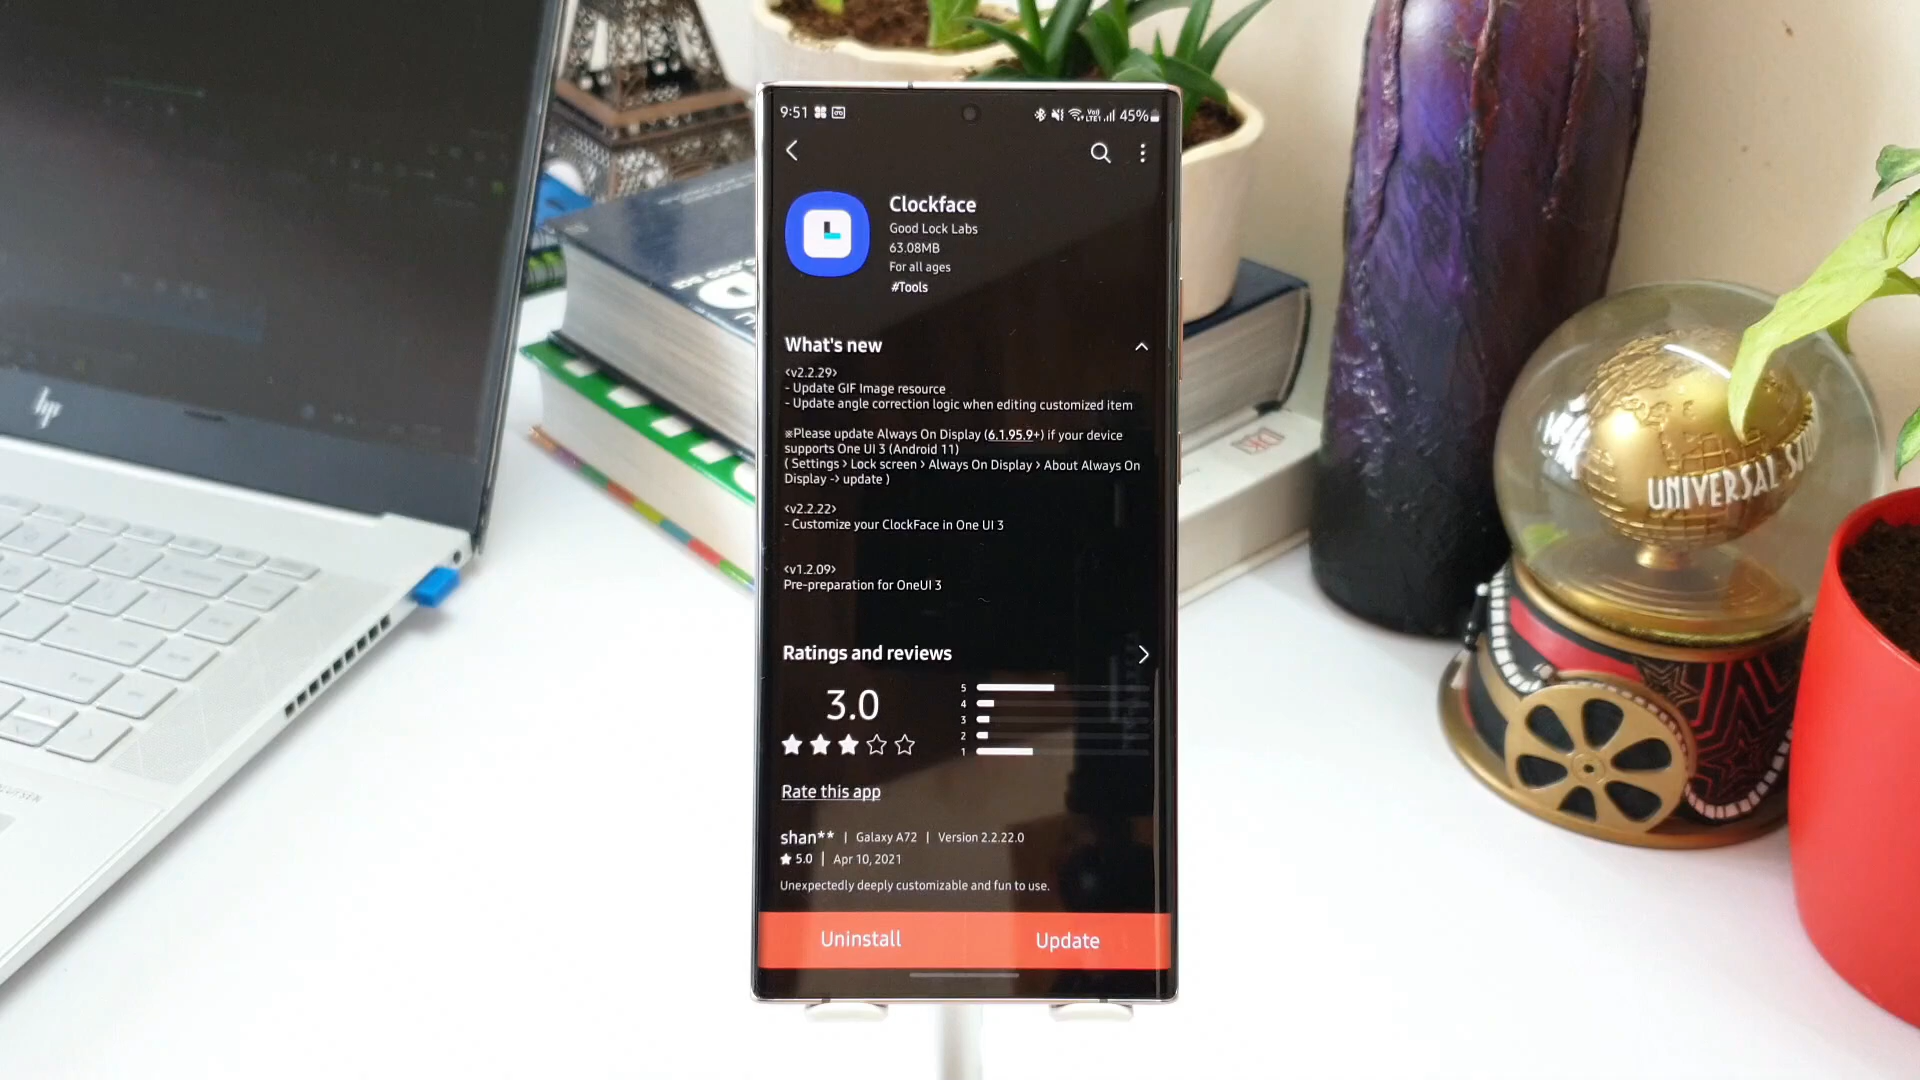 9:51
45%
Clockface
Good Lock Labs
63.08MB
For all ages
#Tools
What's new
<v2.2.29>
- Update GIF Image resource
- Update angle correction logic when editing customized item
※Please update Always On Display (6.1.95.9+) if your device
supports One UI 3 (Android 11)
( Settings > Lock screen > Always On Display > About Always On
Display -> update )
<v2.2.22>
- Customize your ClockFace in One UI 3
<v1.2.09>
Pre-preparation for OneUI 3
Ratings and reviews
3.0
5
4
3
2
1
Rate this app
shan** | Galaxy A72 | Version 2.2.22.0
★ 5.0 | Apr 10, 2021
Unexpectedly deeply customizable and fun to use.
Uninstall
Update
hp
DK
UNIVERSAL